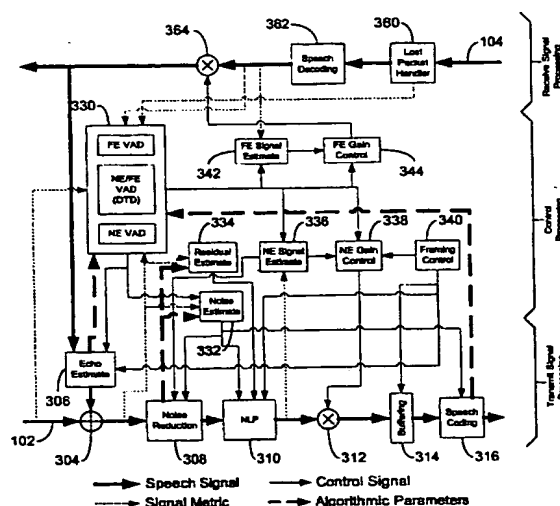 364
362
360
104
Lost
Packet
Handler
Speech
Decoding
Receive Signal
Processing
330
FE VAD
NE/FE
VAD
(DTD)
NE VAD
FE Signal
Estimate
FE Gain
Control
342
344
334
336
338
340
Residual
Estimate
NE Signal
Estimate
NE Gain
Control
Framing
Control
Control
Noise
Estimate
332
Echo
Estimate
306
102
304
Noise
Reduction
308
NLP
310
312
Buffering
314
Speech
Coding
316
Transmit Signal
Speech Signal
Control Signal
Signal Metric
Algorithmic Parameters